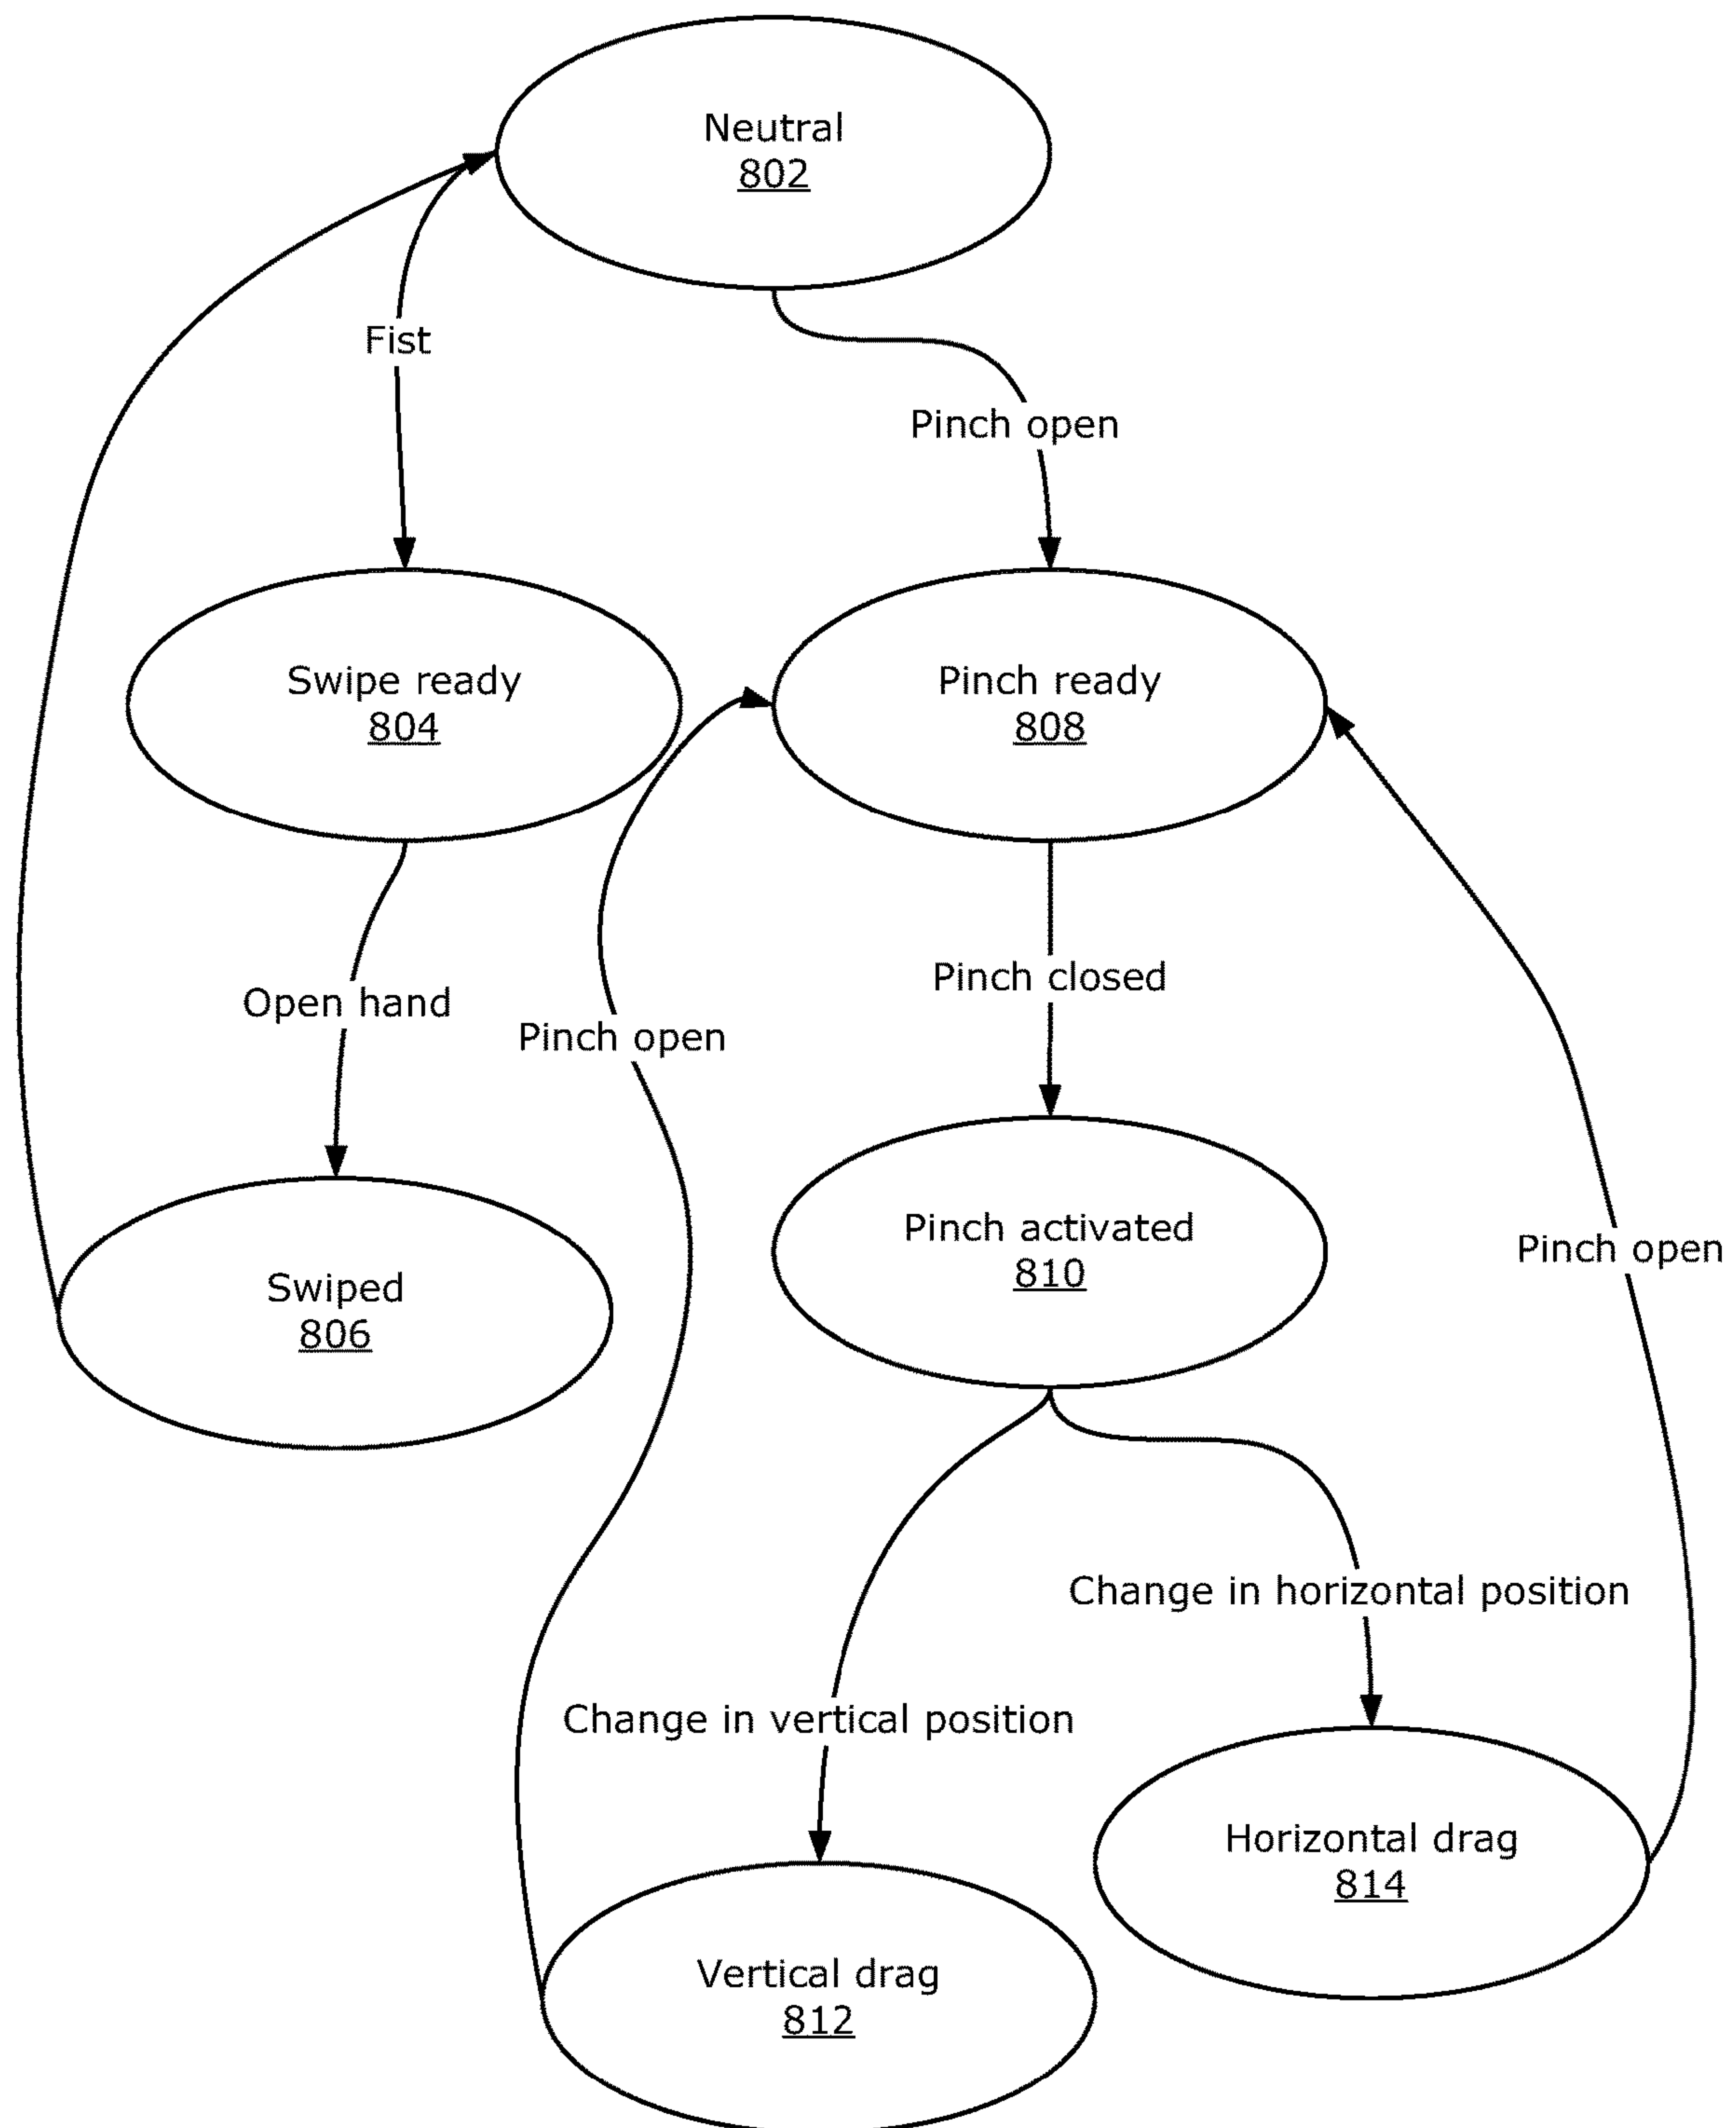 Neutral
802
Fist
Pinch open
Swipe ready
804
Pinch ready
808
Pinch closed
Open hand
Pinch open
Pinch activated
810
Pinch open
Swiped
806
Change in horizontal position
Change in vertical position
Horizontal drag
814
Vertical drag
812